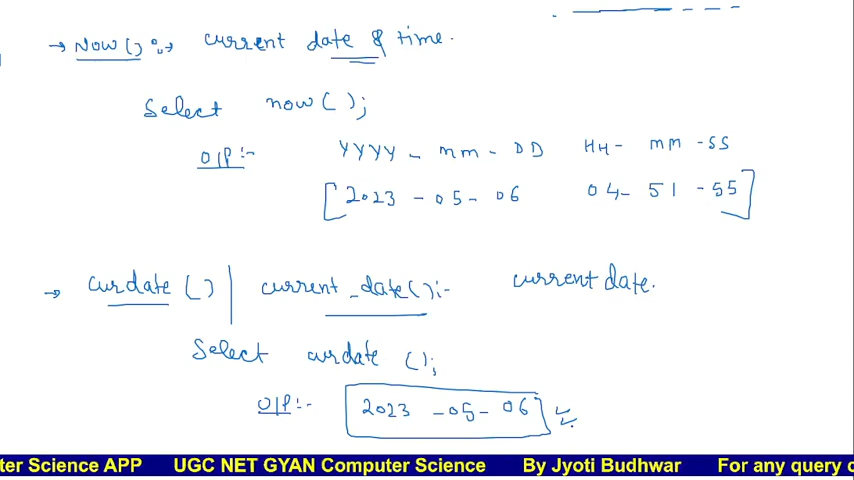 → Now() :→ current date & time.
Select now();
O/P :- YYYY - MM - DD HH - MM - SS
[2023 - 05 - 06 04 - 51 - 55]
→ curdate() | current_date() :- current date.
Select curdate();
O/P :- 2023 - 05 - 06
ter Science APP UGC NET GYAN Computer Science By Jyoti Budhwar For any query c